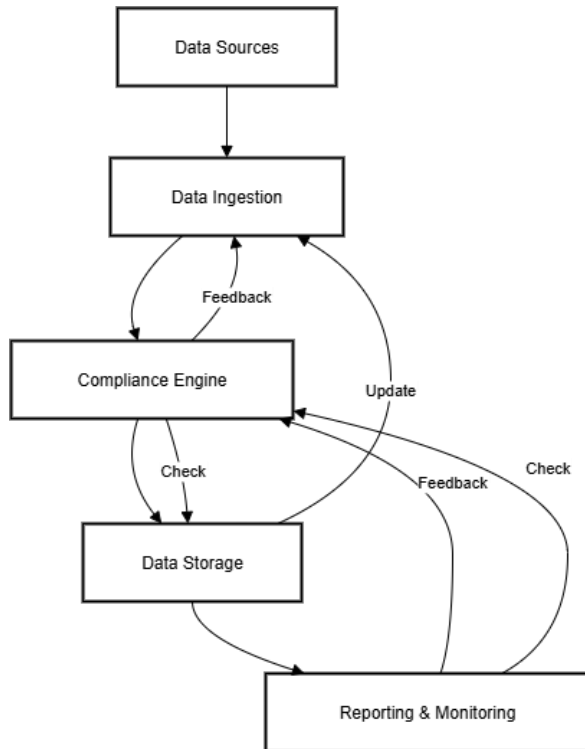 Data Sources
Data Ingestion
Feedback
Compliance Engine
Update
Check
Check
Feedback
Data Storage
Reporting & Monitoring